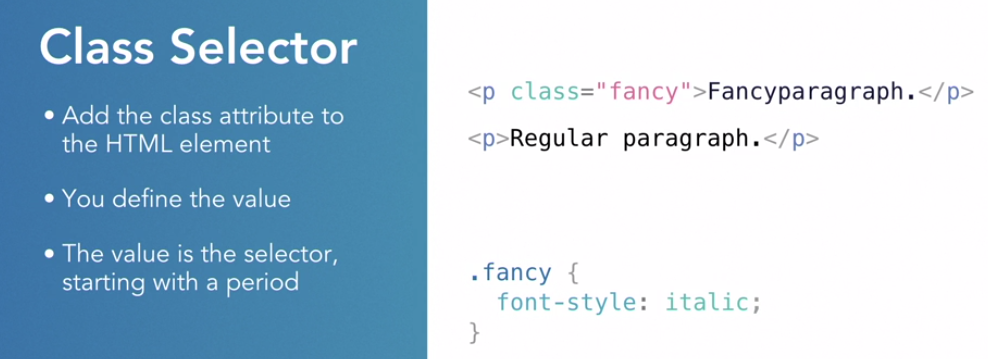 Class Selector
• Add the class attribute to
the HTML element
• You define the value
• The value is the selector,
starting with a period
<p class="fancy">Fancyparagraph.</p>
<p>Regular paragraph.</p>
.fancy {
  font-style: italic;
}